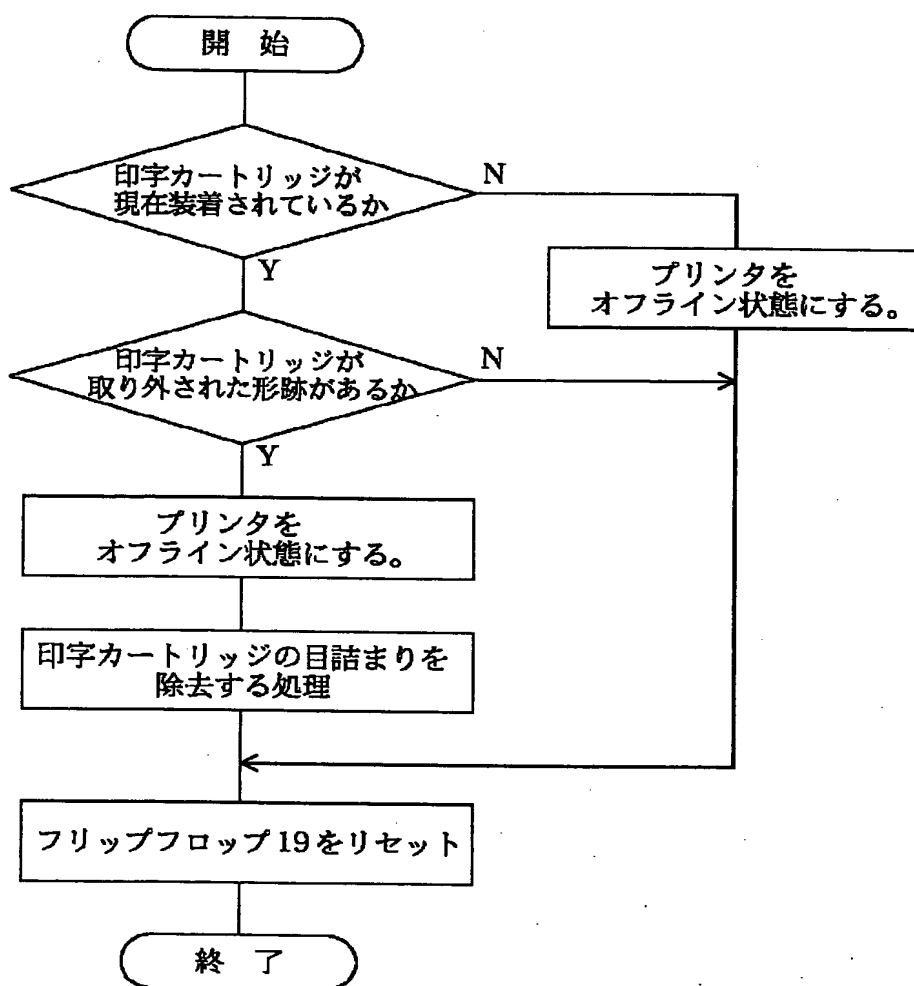 開 始
印字カートリッジが
現在装着されているか
N
Y
プリンタを
オフライン状態にする。
印字カートリッジが
取り外された形跡があるか
N
Y
プリンタを
オフライン状態にする。
印字カートリッジの目詰まりを
除去する処理
フリップフロップ19をリセット
終 了